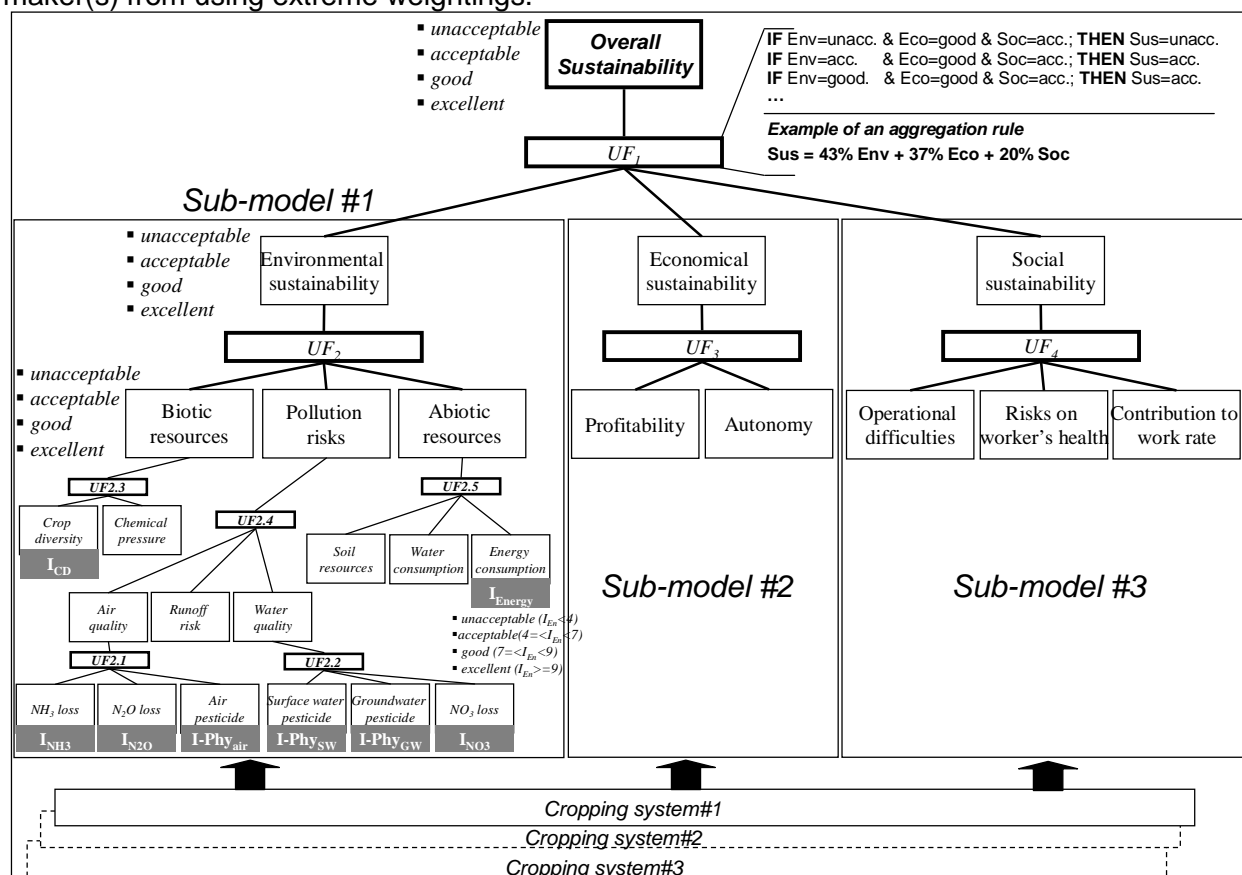 maker(s) from using extreme weightings.
▪ unacceptable
▪ acceptable
▪ good
▪ excellent
Overall
Sustainability
IF Env=unacc. & Eco=good & Soc=acc.; THEN Sus=unacc.
IF Env=acc. & Eco=good & Soc=acc.; THEN Sus=acc.
IF Env=good. & Eco=good & Soc=acc.; THEN Sus=acc.
...
Example of an aggregation rule
Sus = 43% Env + 37% Eco + 20% Soc
UF1
Sub-model #1
▪ unacceptable
▪ acceptable
▪ good
▪ excellent
Environmental
sustainability
Economical
sustainability
Social
sustainability
UF2
UF3
UF4
▪ unacceptable
▪ acceptable
▪ good
▪ excellent
Biotic
resources
Pollution
risks
Abiotic
resources
Profitability
Autonomy
Operational
difficulties
Risks on
worker's health
Contribution to
work rate
UF2.3
UF2.4
UF2.5
Crop
diversity
ICD
Chemical
pressure
Soil
resources
Water
consumption
Energy
consumption
IEnergy
Sub-model #2
Sub-model #3
Air
quality
Runoff
risk
Water
quality
▪ unacceptable (IEn<4)
▪acceptable(4=<IEn<7)
▪ good (7=<IEn<9)
▪ excellent (IEn>=9)
UF2.1
UF2.2
NH3 loss
INH3
N2O loss
IN2O
Air
pesticide
I-Phyair
Surface water
pesticide
I-PhySW
Groundwater
pesticide
I-PhyGW
NO3 loss
INO3
Cropping system#1
Cropping system#2
Cropping system#3